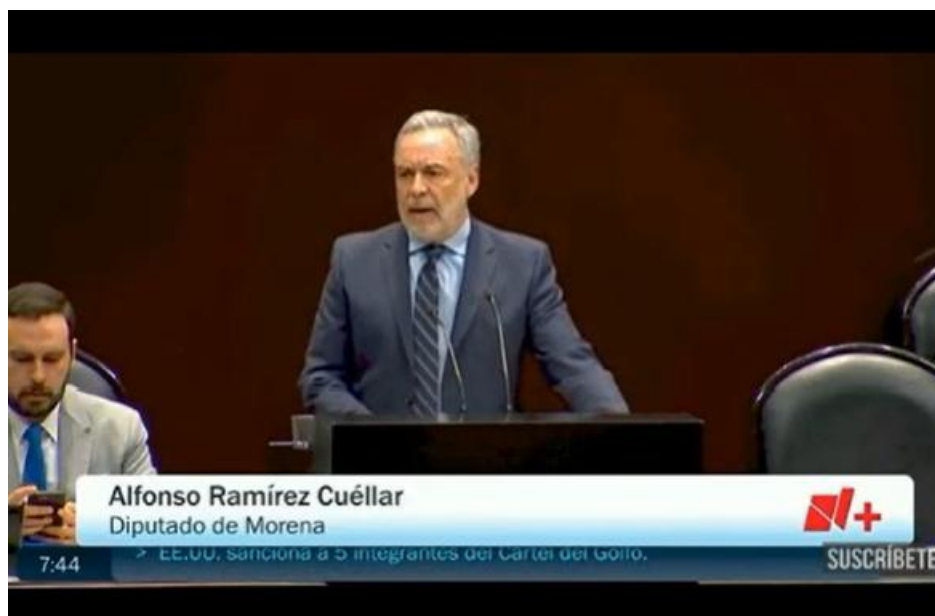 Alfonso Ramírez Cuéllar
Diputado de Morena
> EE.UU. sanciona a 5 integrantes del Cártel del Golfo.
7:44
SUSCRÍBETE